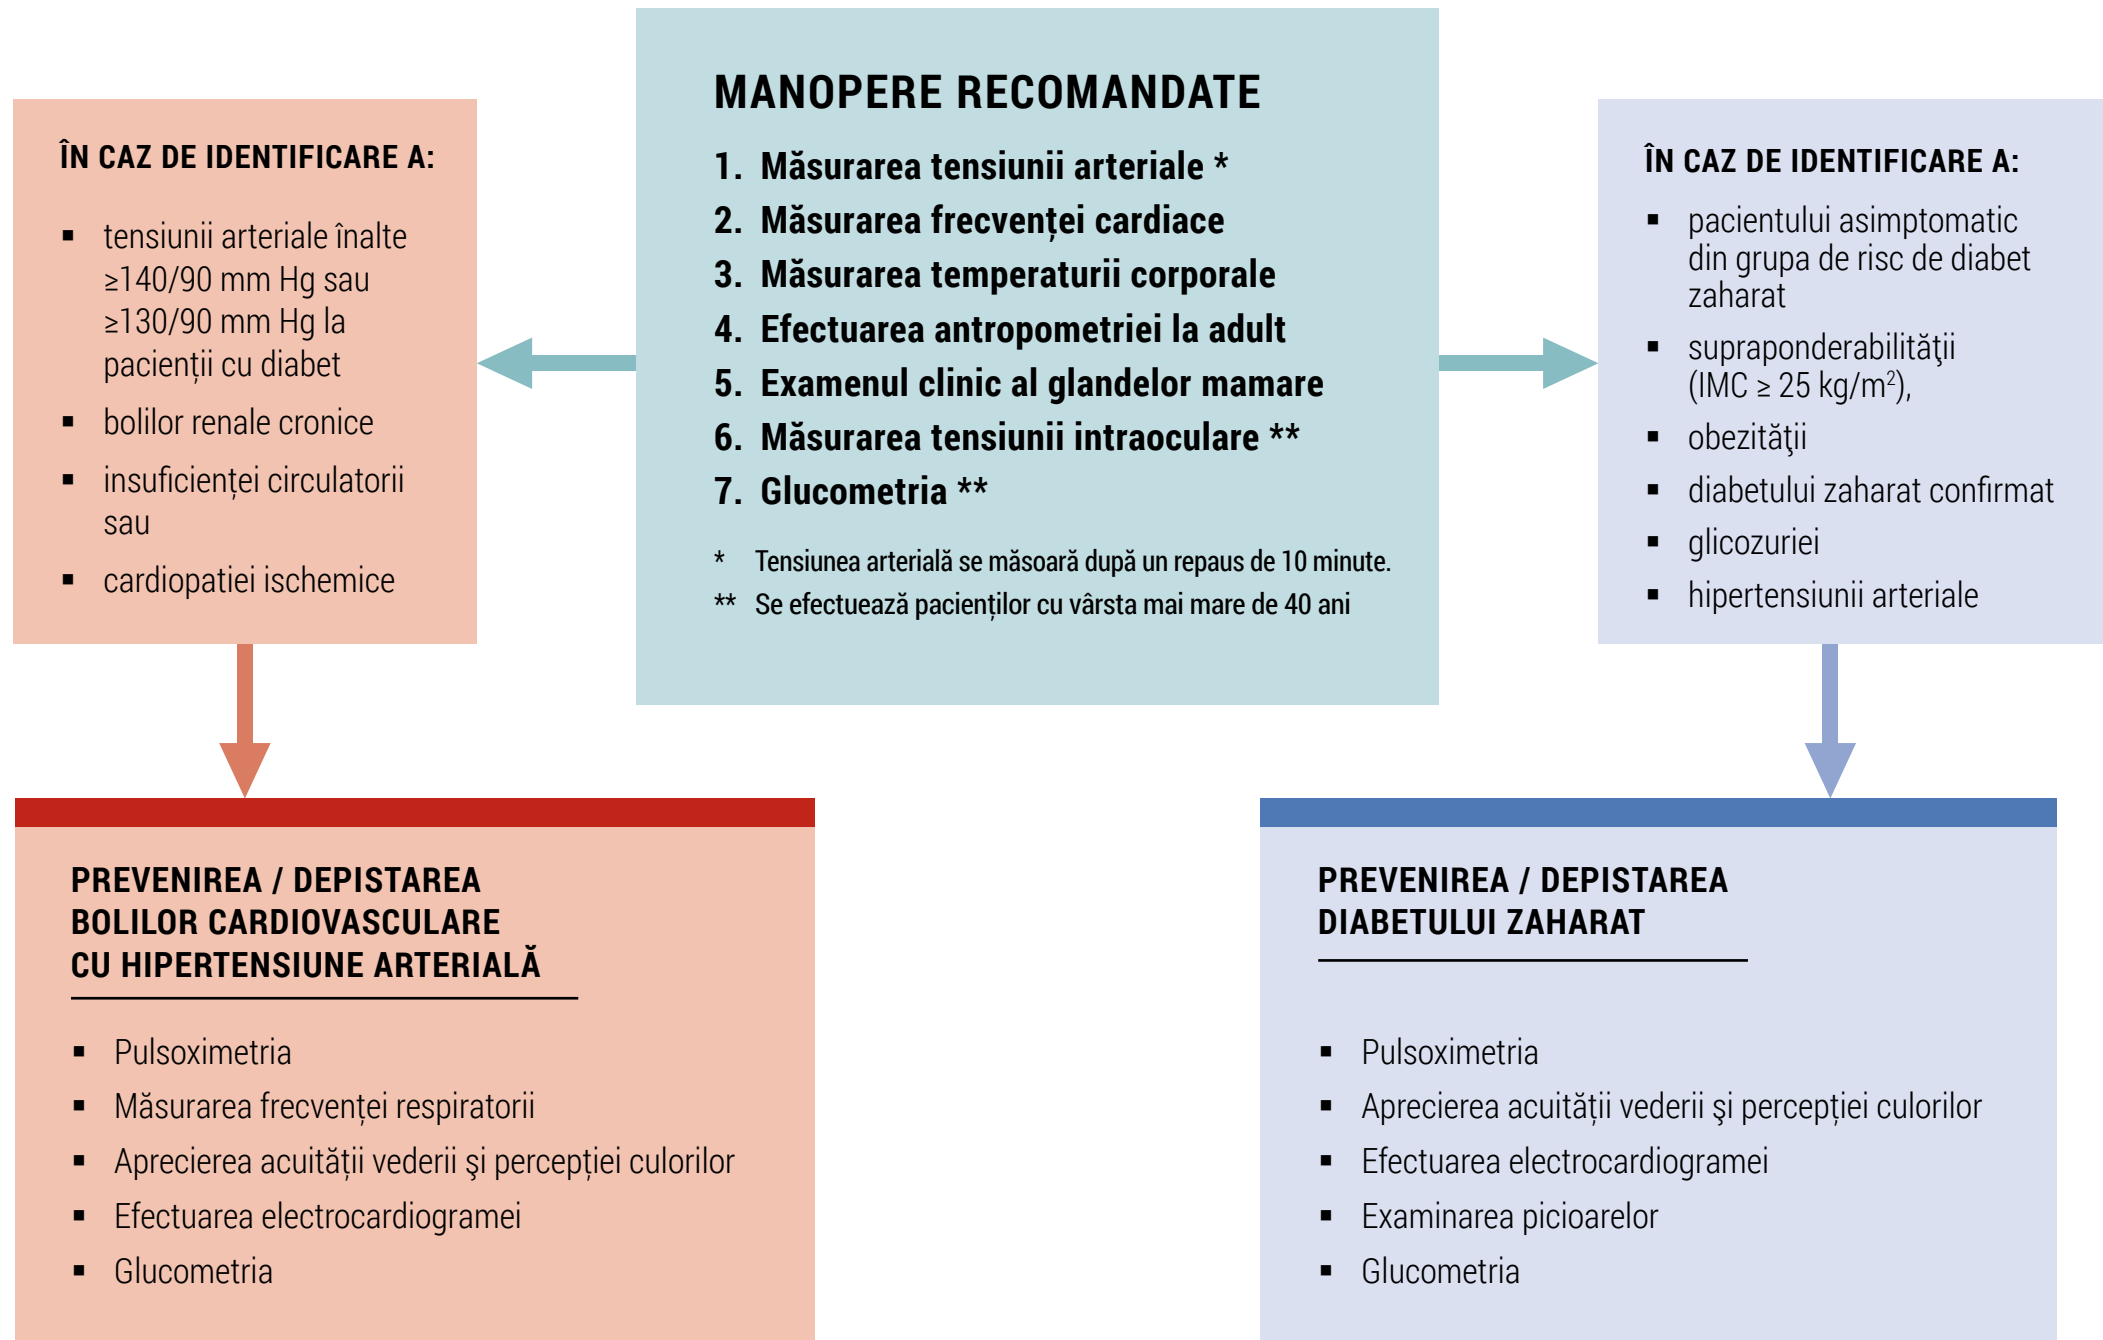 MANOPERE RECOMANDATE
1. Măsurarea tensiunii arteriale *
2. Măsurarea frecvenței cardiace
3. Măsurarea temperaturii corporale
4. Efectuarea antropometriei la adult
5. Examenul clinic al glandelor mamare
6. Măsurarea tensiunii intraoculare **
7. Glucometria **
* Tensiunea arterială se măsoară după un repaus de 10 minute.
** Se efectuează pacienților cu vârsta mai mare de 40 ani
ÎN CAZ DE IDENTIFICARE A:
▪ tensiunii arteriale înalte
≥140/90 mm Hg sau
≥130/90 mm Hg la
pacienții cu diabet
▪ bolilor renale cronice
▪ insuficienței circulatorii
sau
▪ cardiopatiei ischemice
ÎN CAZ DE IDENTIFICARE A:
▪ pacientului asimptomatic
din grupa de risc de diabet
zaharat
▪ supraponderabilităţii
(IMC ≥ 25 kg/m²),
▪ obezităţii
▪ diabetului zaharat confirmat
▪ glicozuriei
▪ hipertensiunii arteriale
PREVENIREA / DEPISTAREA
BOLILOR CARDIOVASCULARE
CU HIPERTENSIUNE ARTERIALĂ
▪ Pulsoximetria
▪ Măsurarea frecvenței respiratorii
▪ Aprecierea acuității vederii şi percepției culorilor
▪ Efectuarea electrocardiogramei
▪ Glucometria
PREVENIREA / DEPISTAREA
DIABETULUI ZAHARAT
▪ Pulsoximetria
▪ Aprecierea acuității vederii şi percepției culorilor
▪ Efectuarea electrocardiogramei
▪ Examinarea picioarelor
▪ Glucometria